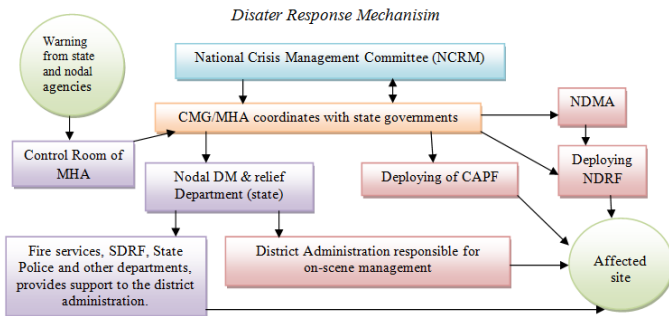 Disater Response Mechanisim
Warning
from state
and nodal
agencies
National Crisis Management Committee (NCRM)
CMG/MHA coordinates with state governments
NDMA
Control Room of
MHA
Nodal DM & relief
Department (state)
Deploying of CAPF
Deploying
NDRF
Fire services, SDRF, State
Police and other departments,
provides support to the district
administration.
District Administration responsible for
on-scene management
Affected
site